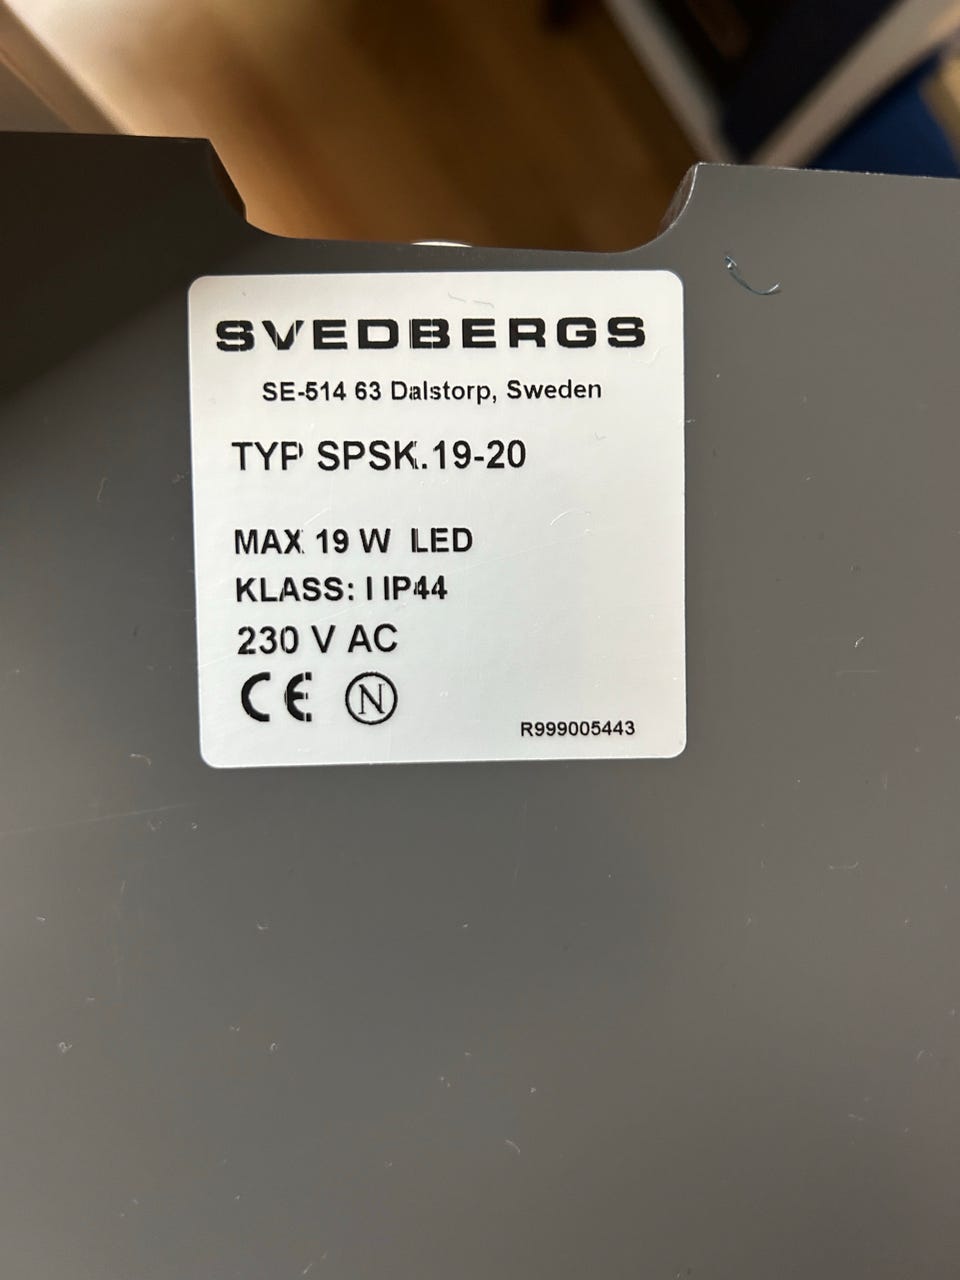 SVEDBERGS
SE-514 63 Dalstorp, Sweden
TYP SPSK.19-20
MAX 19 W LED
KLASS: I IP44
230 V AC
CE N
R999005443